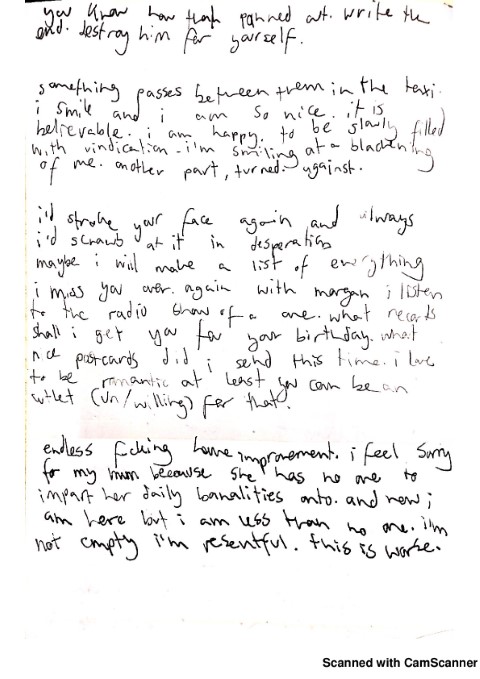 you know how that panned out. write the
end. destroy him for yourself.
something passes between them in the taxi.
i smile and i am so nice. it is
believable. i am happy. to be slowly filled
with vindication. i'm smiling at a blackening
of me. another part, turned. against.
i'd stroke your face again and always
i'd scrawb at it in desperation
maybe i will make a list of everything
i miss you over. again with morgan i listen
to the radio show of a one. what records
shall i get you for your birthday. what
nice postcards did i send this time. i love
to be romantic at least you can be an
outlet (un/willing) for that.
endless fcking home improvement. i feel sorry
for my mum because she has no one to
impart her daily banalities onto. and now i
am here but i am less than no one. i'm
not empty i'm resentful. this is worse.
Scanned with CamScanner